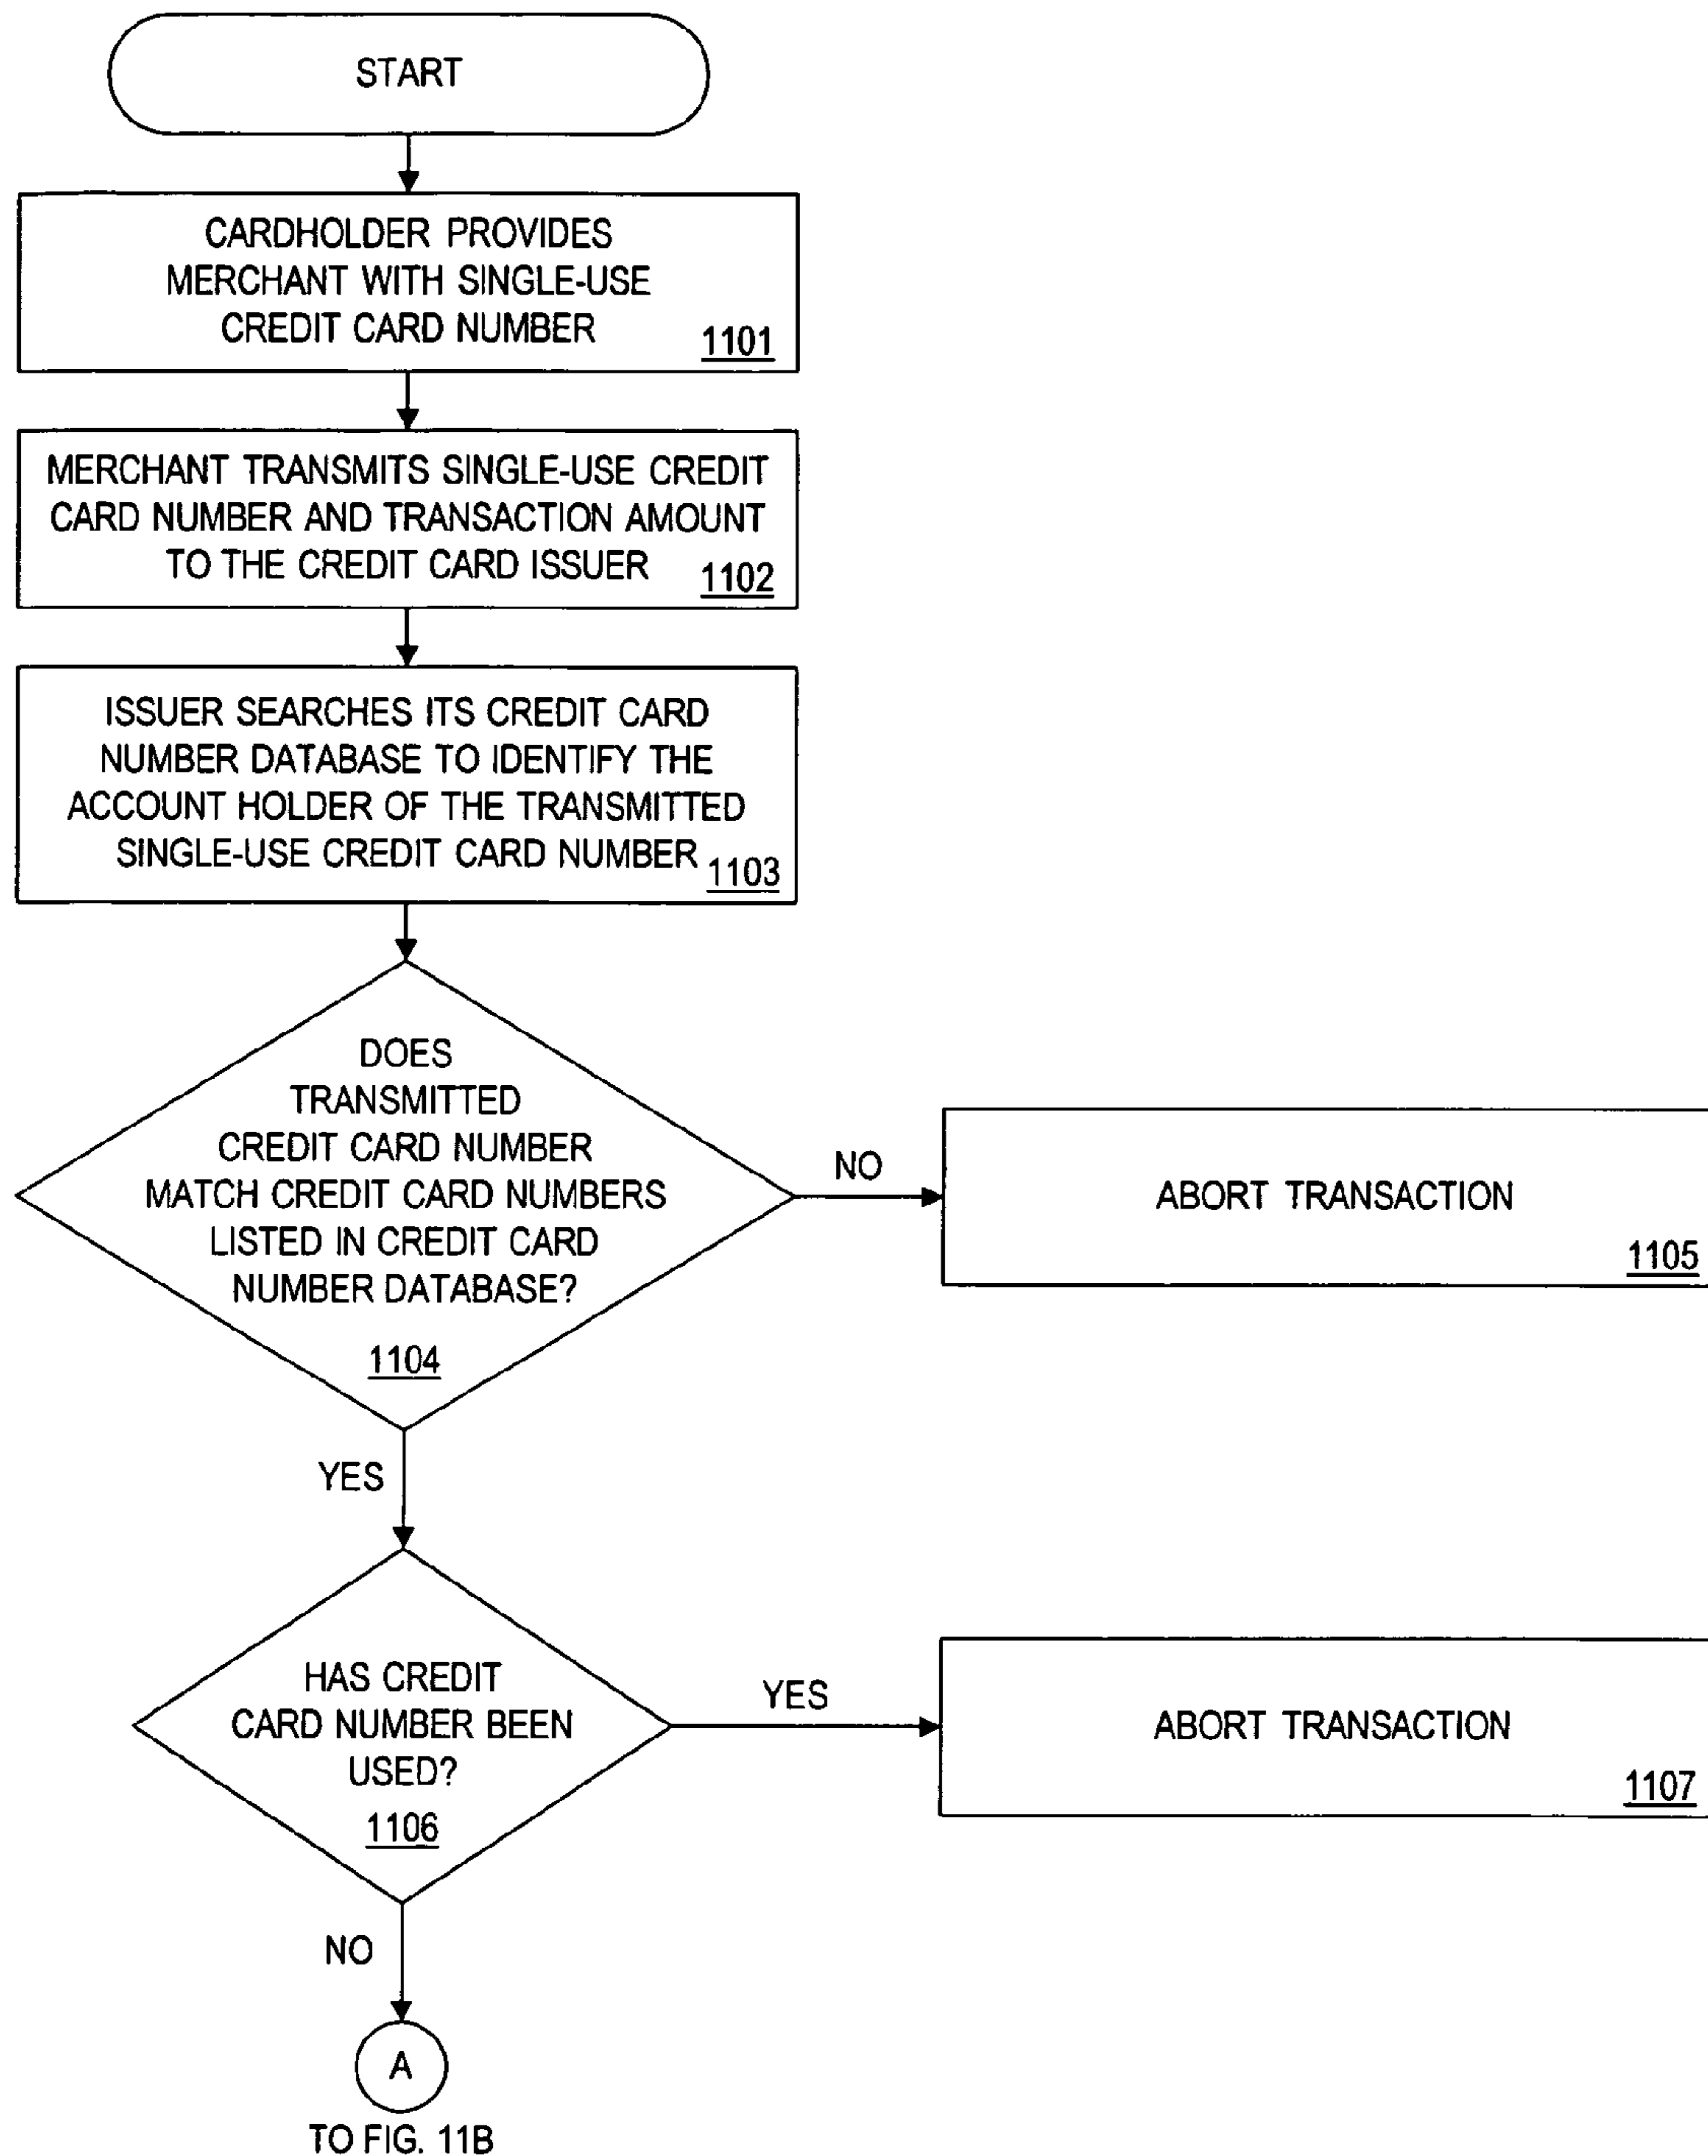 START
CARDHOLDER PROVIDES
MERCHANT WITH SINGLE-USE
CREDIT CARD NUMBER
1101
MERCHANT TRANSMITS SINGLE-USE CREDIT
CARD NUMBER AND TRANSACTION AMOUNT
TO THE CREDIT CARD ISSUER
1102
ISSUER SEARCHES ITS CREDIT CARD
NUMBER DATABASE TO IDENTIFY THE
ACCOUNT HOLDER OF THE TRANSMITTED
SINGLE-USE CREDIT CARD NUMBER
1103
DOES
TRANSMITTED
CREDIT CARD NUMBER
MATCH CREDIT CARD NUMBERS
LISTED IN CREDIT CARD
NUMBER DATABASE?
1104
NO
ABORT TRANSACTION
1105
YES
HAS CREDIT
CARD NUMBER BEEN
USED?
1106
YES
ABORT TRANSACTION
1107
NO
A
TO FIG. 11B